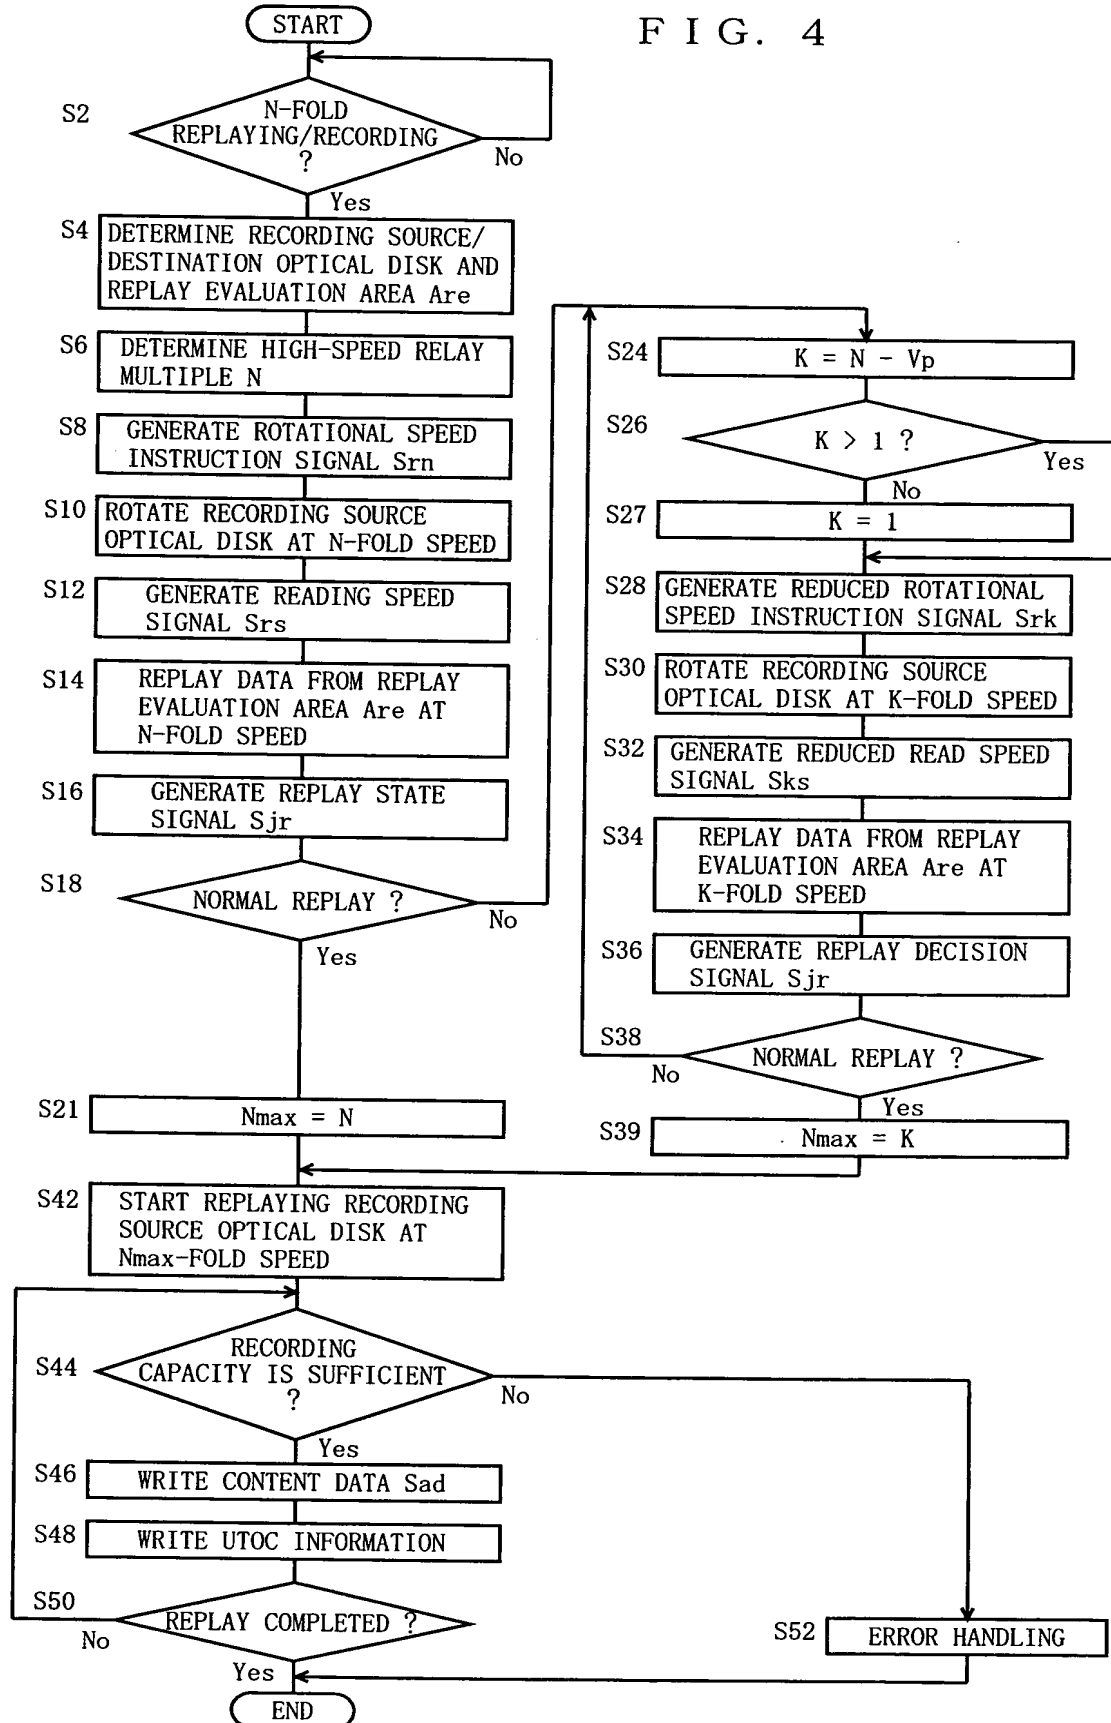 FIG. 4
START
S2
N-FOLD
REPLAYING/RECORDING
?
No
Yes
S4
DETERMINE RECORDING SOURCE/
DESTINATION OPTICAL DISK AND
REPLAY EVALUATION AREA Are
S6
DETERMINE HIGH-SPEED RELAY
MULTIPLE N
S8
GENERATE ROTATIONAL SPEED
INSTRUCTION SIGNAL Srn
S10
ROTATE RECORDING SOURCE
OPTICAL DISK AT N-FOLD SPEED
S12
GENERATE READING SPEED
SIGNAL Srs
S14
REPLAY DATA FROM REPLAY
EVALUATION AREA Are AT
N-FOLD SPEED
S16
GENERATE REPLAY STATE
SIGNAL Sjr
S18
NORMAL REPLAY ?
No
Yes
S21
Nmax = N
S24
K = N - Vp
S26
K > 1 ?
Yes
No
S27
K = 1
S28
GENERATE REDUCED ROTATIONAL
SPEED INSTRUCTION SIGNAL Srk
S30
ROTATE RECORDING SOURCE
OPTICAL DISK AT K-FOLD SPEED
S32
GENERATE REDUCED READ SPEED
SIGNAL Sks
S34
REPLAY DATA FROM REPLAY
EVALUATION AREA Are AT
K-FOLD SPEED
S36
GENERATE REPLAY DECISION
SIGNAL Sjr
S38
NORMAL REPLAY ?
No
Yes
S39
Nmax = K
S42
START REPLAYING RECORDING
SOURCE OPTICAL DISK AT
Nmax-FOLD SPEED
S44
RECORDING
CAPACITY IS SUFFICIENT
?
No
Yes
S46
WRITE CONTENT DATA Sad
S48
WRITE UTOC INFORMATION
S50
REPLAY COMPLETED ?
No
Yes
S52
ERROR HANDLING
END